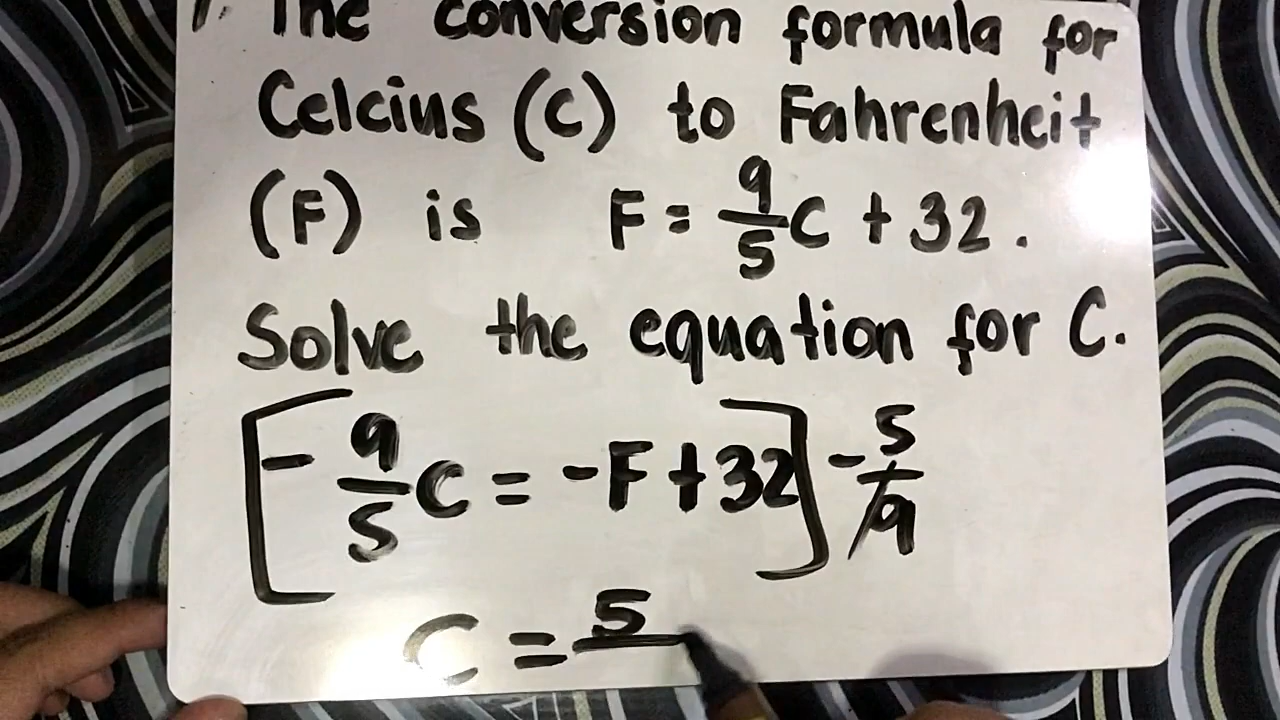 1. The conversion formula for
Celcius (C) to Fahrenheit
(F) is F = 9/5 C + 32.
Solve the equation for C.
[- 9/5 C = -F + 32] - 5/9
C = 5